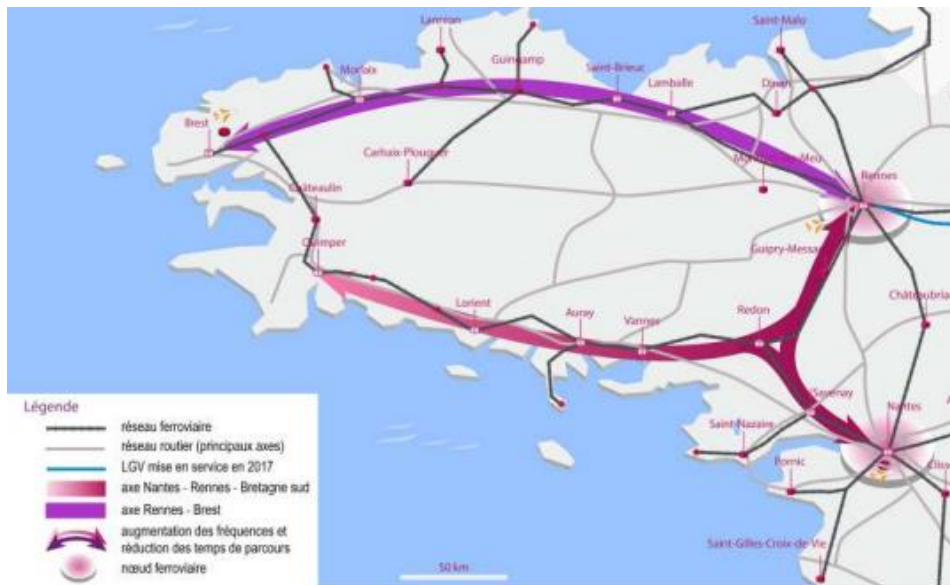 Lannion
Saint-Malo
Guingamp
Morlaix
Saint-Brieuc
Lamballe
Dinan
Brest
Carhaix-Plouguer
Rennes
Châteaulin
Quimper
Guipry-Messac
Lorient
Auray
Vannes
Redon
Châteaubria
Savenay
Nantes
Saint-Nazaire
Pornic
Saint-Gilles-Croix-de-Vie
Légende
réseau ferroviaire
réseau routier (principaux axes)
LGV mise en service en 2017
axe Nantes - Rennes - Bretagne sud
axe Rennes - Brest
augmentation des fréquences et
réduction des temps de parcours
nœud ferroviaire
50 km